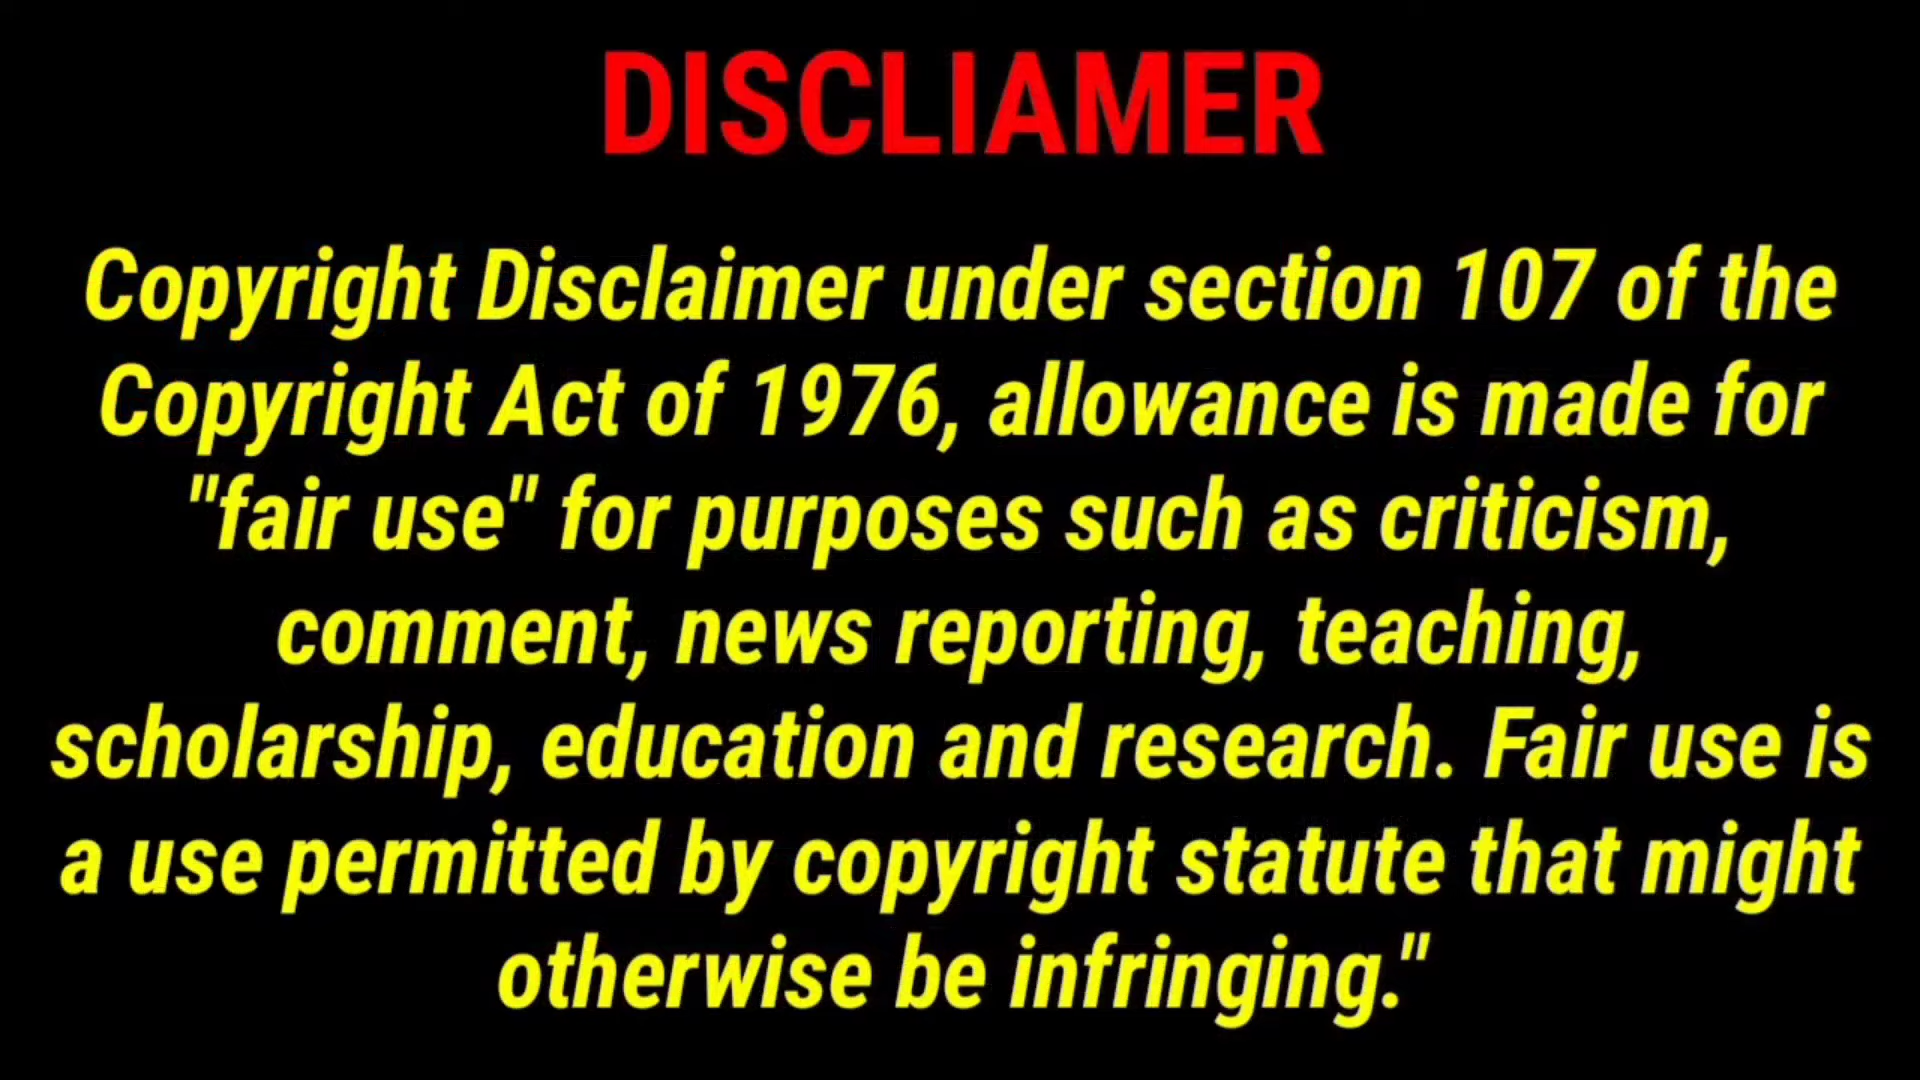 DISCLIAMER
Copyright Disclaimer under section 107 of the
Copyright Act of 1976, allowance is made for
"fair use" for purposes such as criticism,
comment, news reporting, teaching,
scholarship, education and research. Fair use is
a use permitted by copyright statute that might
otherwise be infringing."